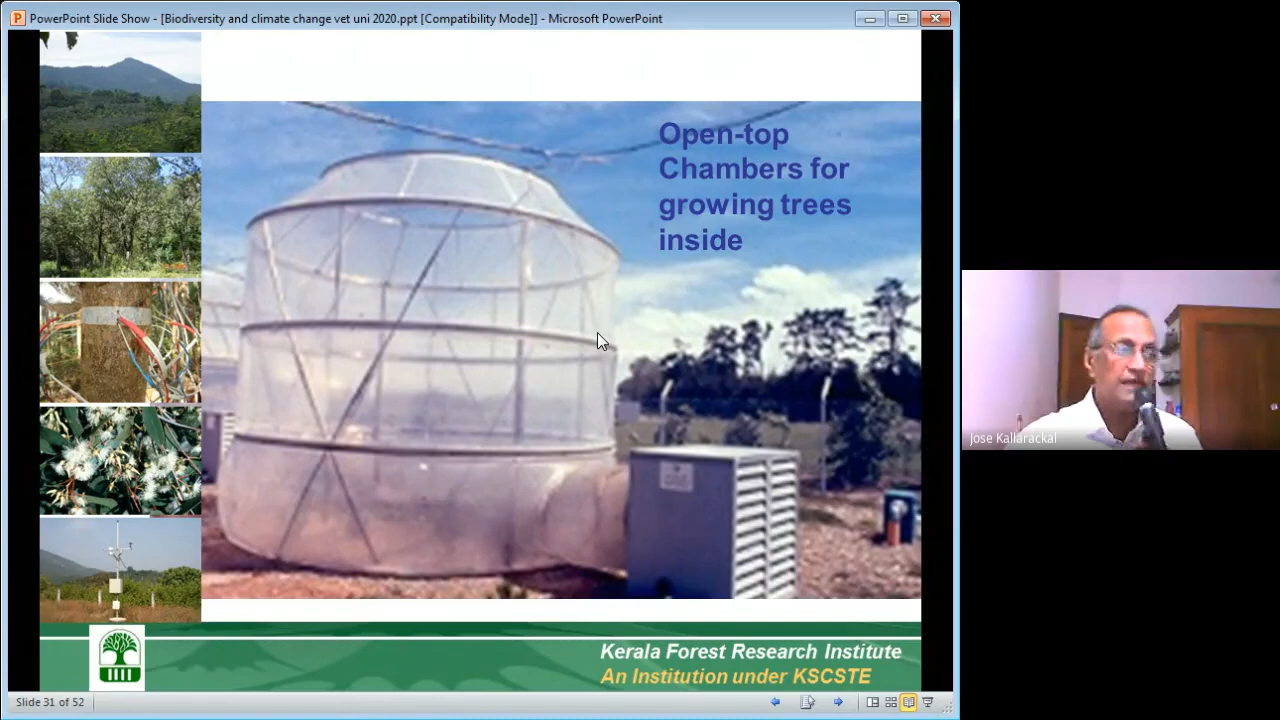 PowerPoint Slide Show - [Biodiversity and climate change vet uni 2020.ppt [Compatibility Mode]] - Microsoft PowerPoint
Open-top
Chambers for
growing trees
inside
Jose Kallarackal
Kerala Forest Research Institute
An Institution under KSCSTE
Slide 31 of 52